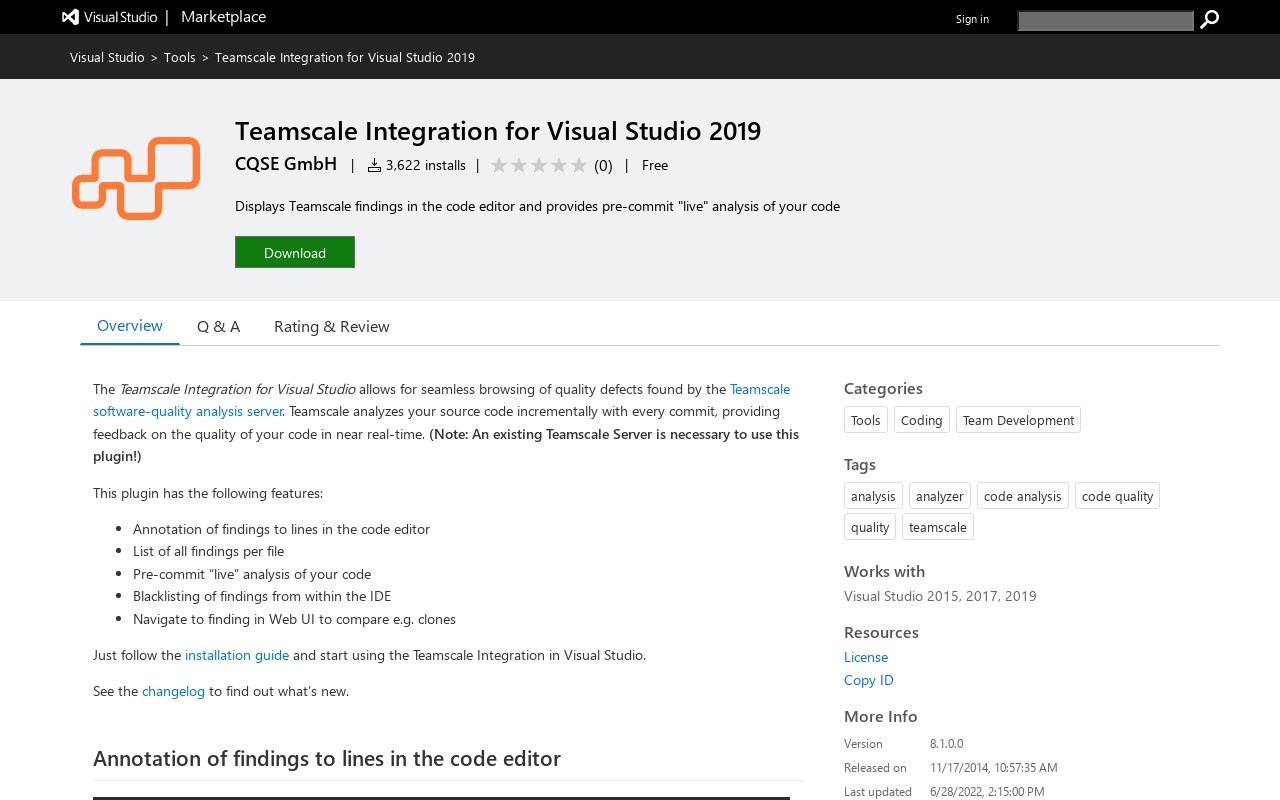 Visual Studio | Marketplace
Sign in
Visual Studio > Tools > Teamscale Integration for Visual Studio 2019
Teamscale Integration for Visual Studio 2019
CQSE GmbH | 3,622 installs | (0) | Free
Displays Teamscale findings in the code editor and provides pre-commit "live" analysis of your code
Download
Overview Q & A Rating & Review
The Teamscale Integration for Visual Studio allows for seamless browsing of quality defects found by the Teamscale
software-quality analysis server. Teamscale analyzes your source code incrementally with every commit, providing
feedback on the quality of your code in near real-time. (Note: An existing Teamscale Server is necessary to use this
plugin!)
This plugin has the following features:
• Annotation of findings to lines in the code editor
• List of all findings per file
• Pre-commit “live” analysis of your code
• Blacklisting of findings from within the IDE
• Navigate to finding in Web UI to compare e.g. clones
Just follow the installation guide and start using the Teamscale Integration in Visual Studio.
See the changelog to find out what’s new.
Annotation of findings to lines in the code editor
Categories
Tools Coding Team Development
Tags
analysis analyzer code analysis code quality
quality teamscale
Works with
Visual Studio 2015, 2017, 2019
Resources
License
Copy ID
More Info
Version 8.1.0.0
Released on 11/17/2014, 10:57:35 AM
Last updated 6/28/2022, 2:15:00 PM